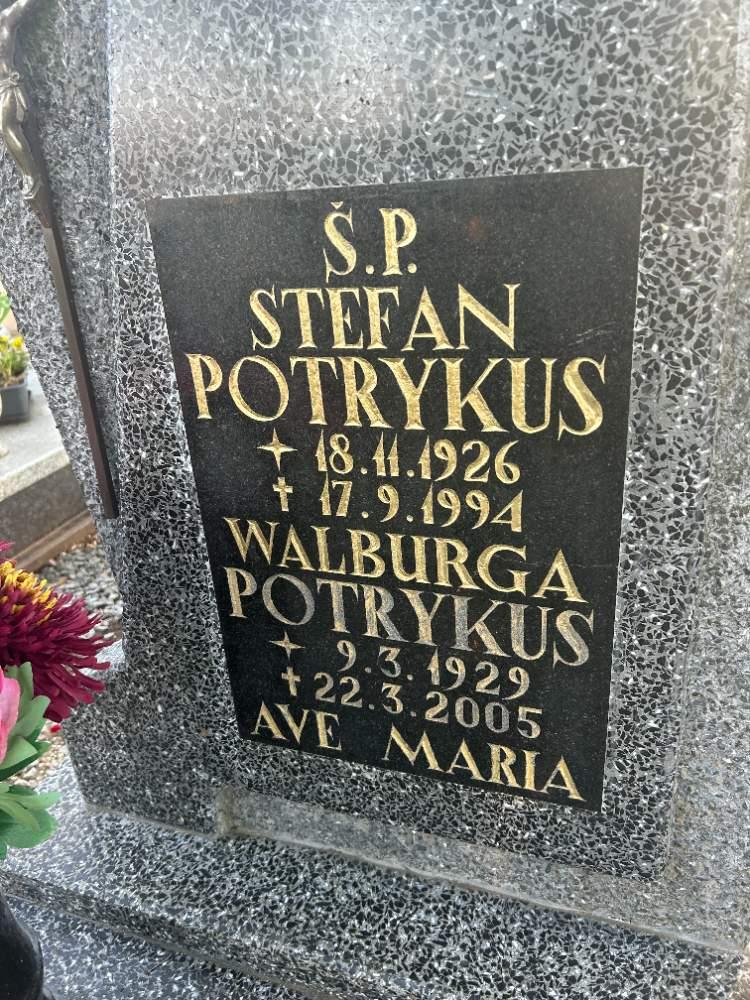 Š.P.
STEFAN
POTRYKUS
18.11.1926
† 17.9.1994
WALBURGA
POTRYKUS
9.3.1929
† 22.3.2005
AVE MARIA